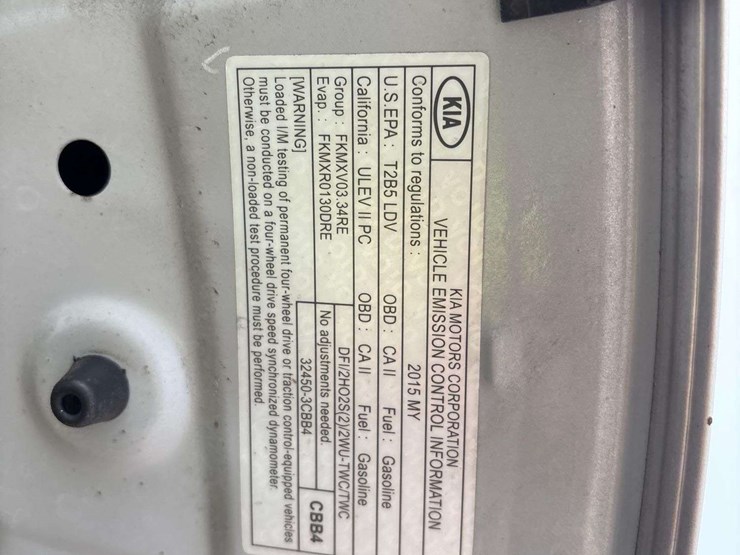 KIA
KIA MOTORS CORPORATION
VEHICLE EMISSION CONTROL INFORMATION
Conforms to regulations : 2015 MY
U.S.EPA : T2B5 LDV OBD : CA II Fuel : Gasoline
California : ULEV II PC OBD : CA II Fuel : Gasoline
Group : FKMXV03.34RE DFI/2HO2S(2)/2WU-TWC/TWC
Evap. : FKMXR0130DRE No adjustments needed.
32450-3CBB4 CBB4
[WARNING]
Loaded I/M testing of permanent four-wheel drive or traction control-equipped vehicles
must be conducted on a four-wheel drive speed synchronized dynamometer.
Otherwise, a non-loaded test procedure must be performed.